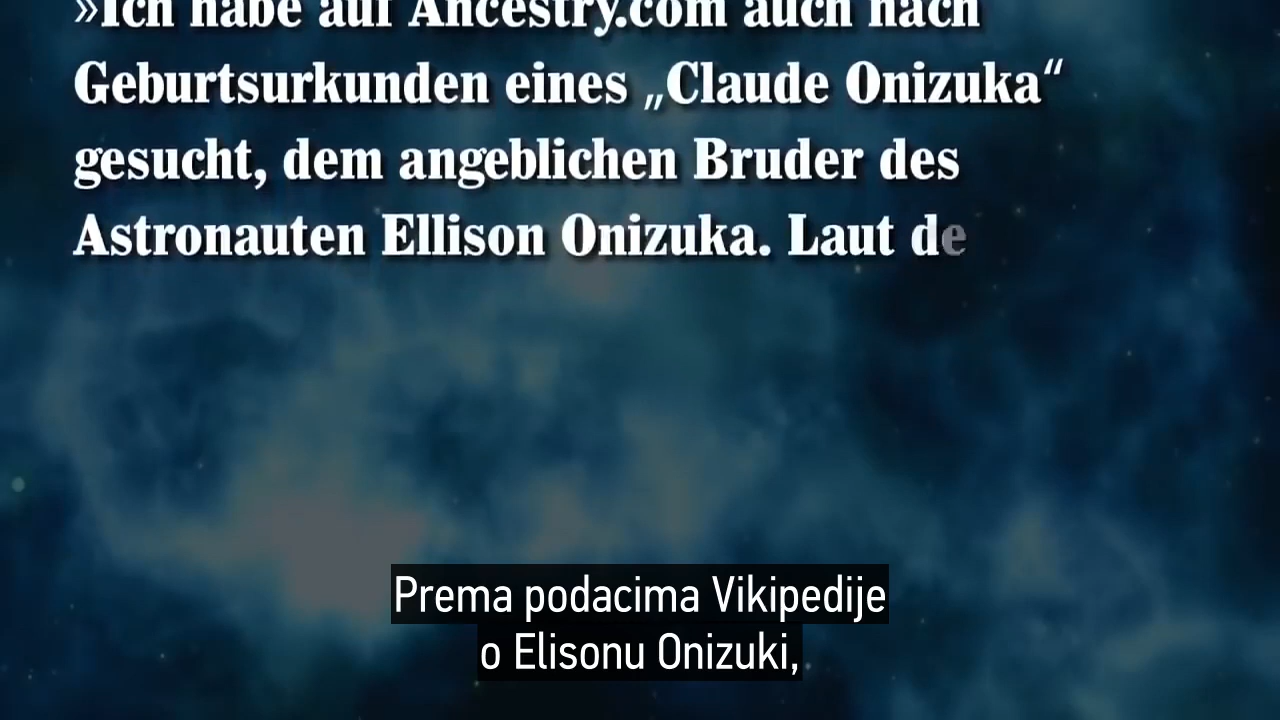 »Ich habe auf Ancestry.com auch nach
Geburtsurkunden eines „Claude Onizuka“
gesucht, dem angeblichen Bruder des
Astronauten Ellison Onizuka. Laut de
Prema podacima Vikipedije
o Elisonu Onizuki,